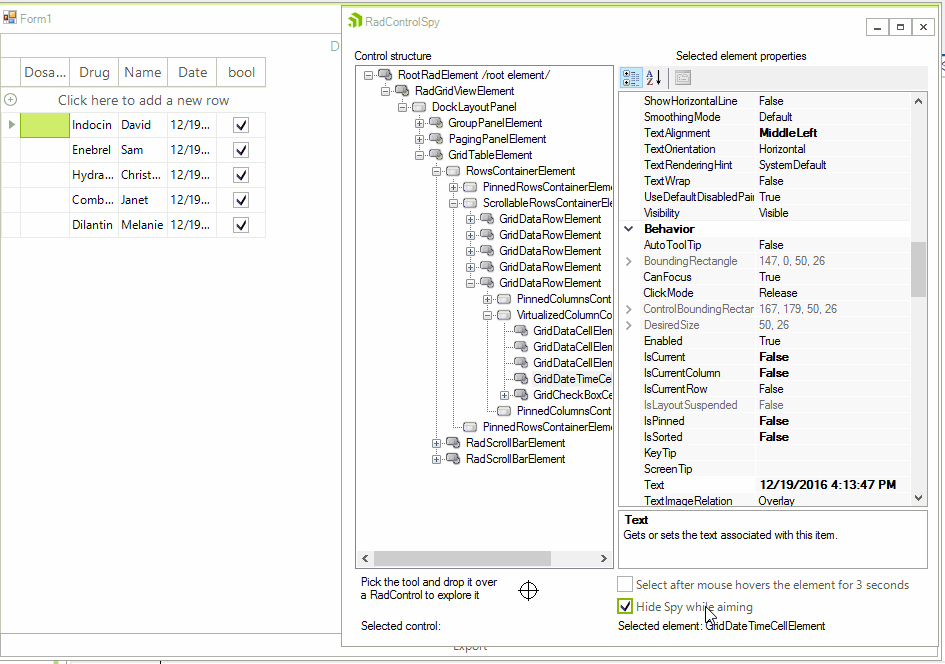 Form1
D
Dosa... Drug Name Date bool
Click here to add a new row
Indocin David 12/19...
Enebrel Sam 12/19...
Hydra... Christ... 12/19...
Comb... Janet 12/19...
Dilantin Melanie 12/19...
Export
RadControlSpy
Control structure
RootRadElement /root element/
RadGridViewElement
DockLayoutPanel
GroupPanelElement
PagingPanelElement
GridTableElement
RowsContainerElement
PinnedRowsContainerElem
ScrollableRowsContainerEl
GridDataRowElement
GridDataRowElement
GridDataRowElement
GridDataRowElement
GridDataRowElement
PinnedColumnsCont
VirtualizedColumnCo
GridDataCellElem
GridDataCellElem
GridDataCellElem
GridDateTimeCe
GridCheckBoxCe
PinnedColumnsCont
PinnedRowsContainerElem
RadScrollBarElement
RadScrollBarElement
Pick the tool and drop it over
a RadControl to explore it
Selected control:
Selected element properties
ShowHorizontalLine False
SmoothingMode Default
TextAlignment MiddleLeft
TextOrientation Horizontal
TextRenderingHint SystemDefault
TextWrap False
UseDefaultDisabledPai True
Visibility Visible
Behavior
AutoToolTip False
BoundingRectangle 147, 0, 50, 26
CanFocus True
ClickMode Release
ControlBoundingRectar 167, 179, 50, 26
DesiredSize 50, 26
Enabled True
IsCurrent False
IsCurrentColumn False
IsCurrentRow False
IsLayoutSuspended False
IsPinned False
IsSorted False
KeyTip
ScreenTip
Text 12/19/2016 4:13:47 PM
TextImageRelation Overlay
Text
Gets or sets the text associated with this item.
Select after mouse hovers the element for 3 seconds
Hide Spy while aiming
Selected element: GridDateTimeCellElement